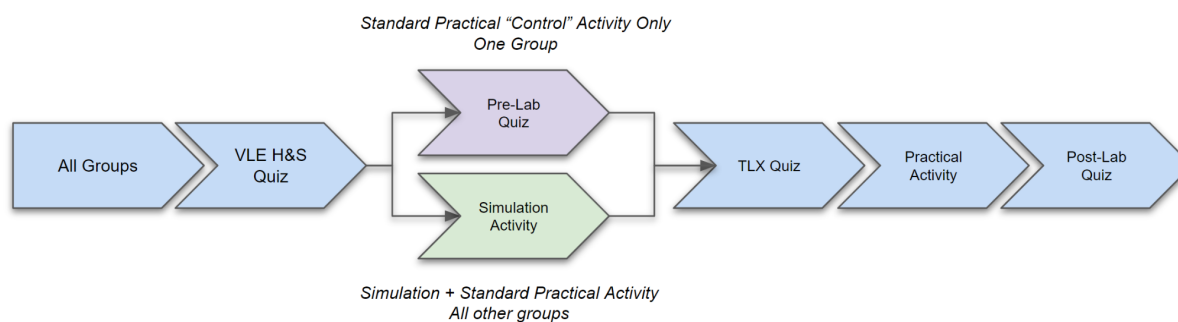 Standard Practical “Control” Activity Only
One Group
Pre-Lab
Quiz
All Groups
VLE H&S
Quiz
TLX Quiz
Practical
Activity
Post-Lab
Quiz
Simulation
Activity
Simulation + Standard Practical Activity
All other groups